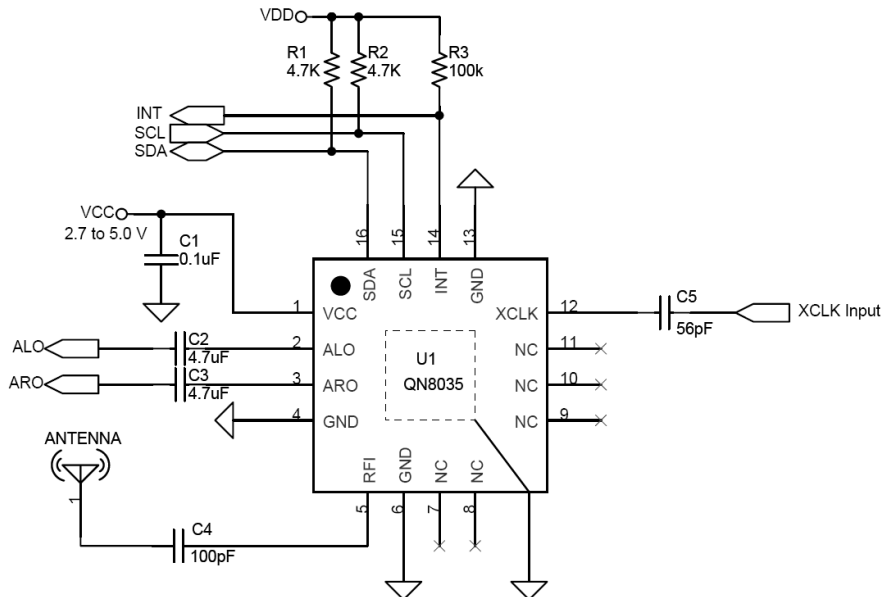 VDD
R1
4.7K
R2
4.7K
R3
100k
INT
SCL
SDA
VCC
2.7 to 5.0 V
C1
0.1uF
16
15
14
13
SDA
SCL
INT
GND
1
VCC
XCLK
12
C5
56pF
XCLK Input
ALO
C2
4.7uF
2
ALO
NC
11
U1
QN8035
ARO
C3
4.7uF
3
ARO
NC
10
4
GND
NC
9
ANTENNA
1
RFI
GND
NC
NC
5
6
7
8
C4
100pF